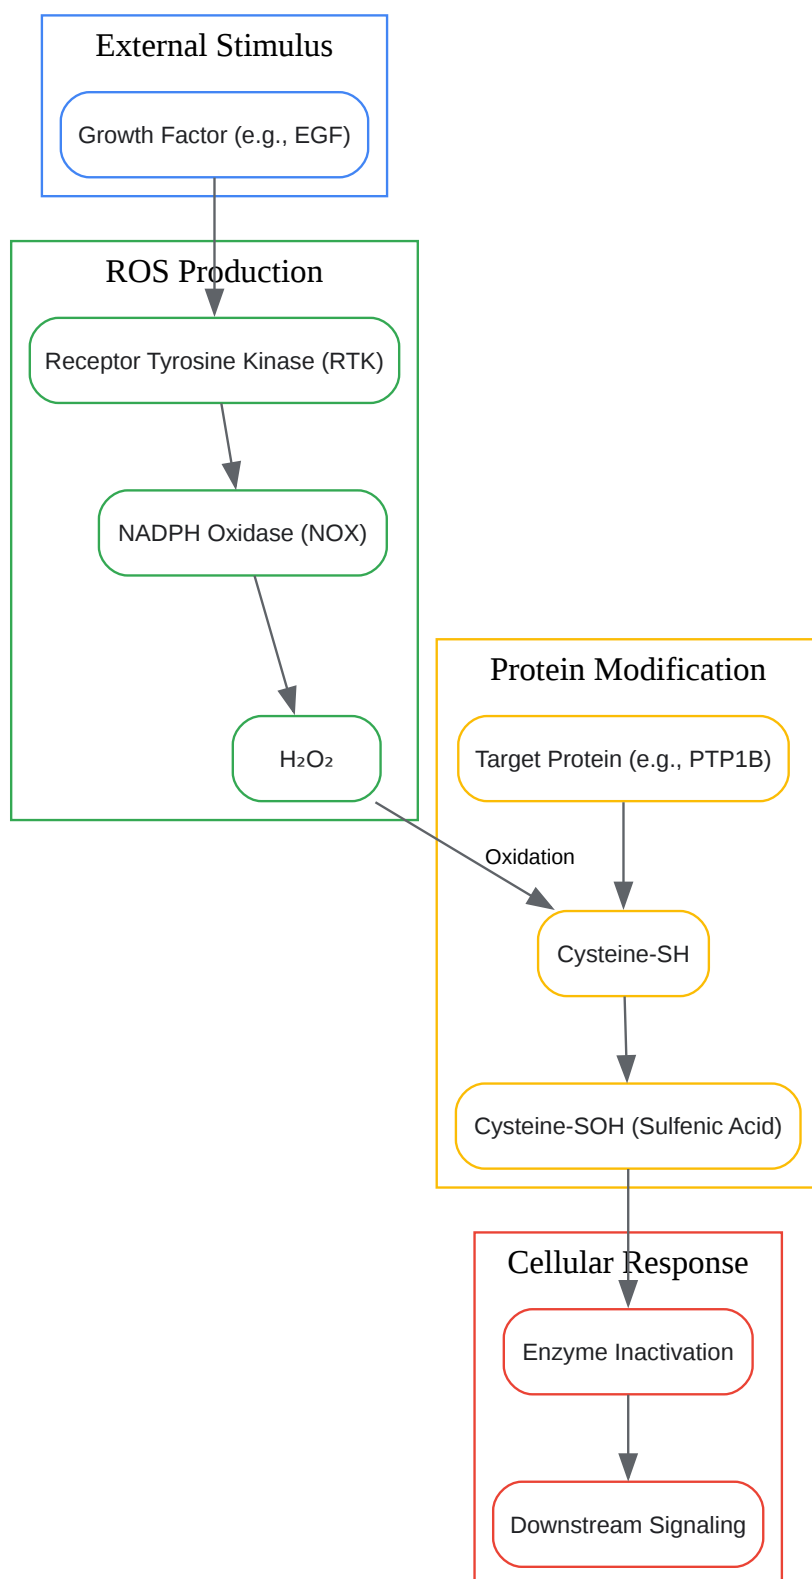 External Stimulus
Growth Factor (e.g., EGF)
ROS Production
Receptor Tyrosine Kinase (RTK)
NADPH Oxidase (NOX)
H₂O₂
Protein Modification
Target Protein (e.g., PTP1B)
Oxidation
Cysteine-SH
Cysteine-SOH (Sulfenic Acid)
Cellular Response
Enzyme Inactivation
Downstream Signaling